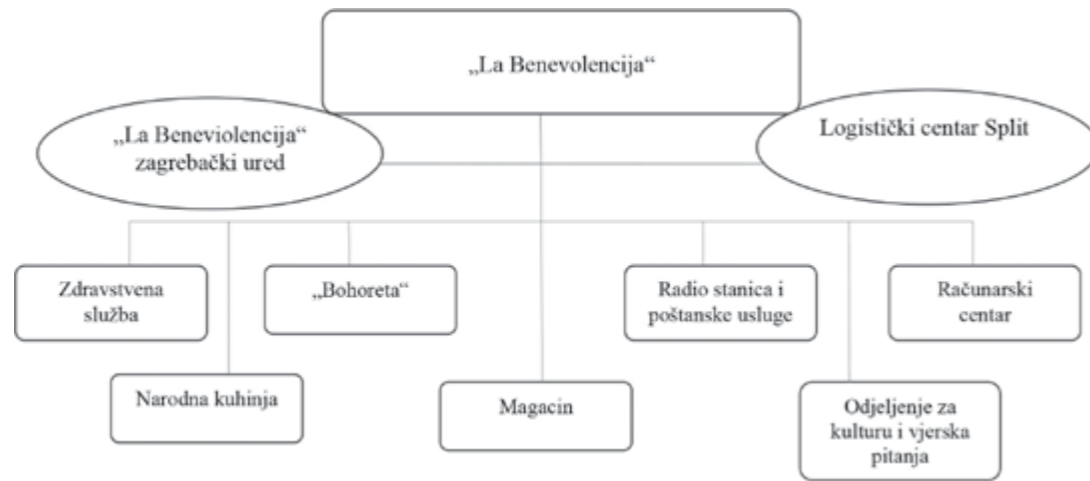 „La Benevolencija“
„La Beneviolencija“
zagrebački ured
Logistički centar Split
Zdravstvena
služba
„Bohoreta“
Radio stanica i
poštanske usluge
Računarski
centar
Narodna kuhinja
Magacin
Odjeljenje za
kulturu i vjerska
pitanja